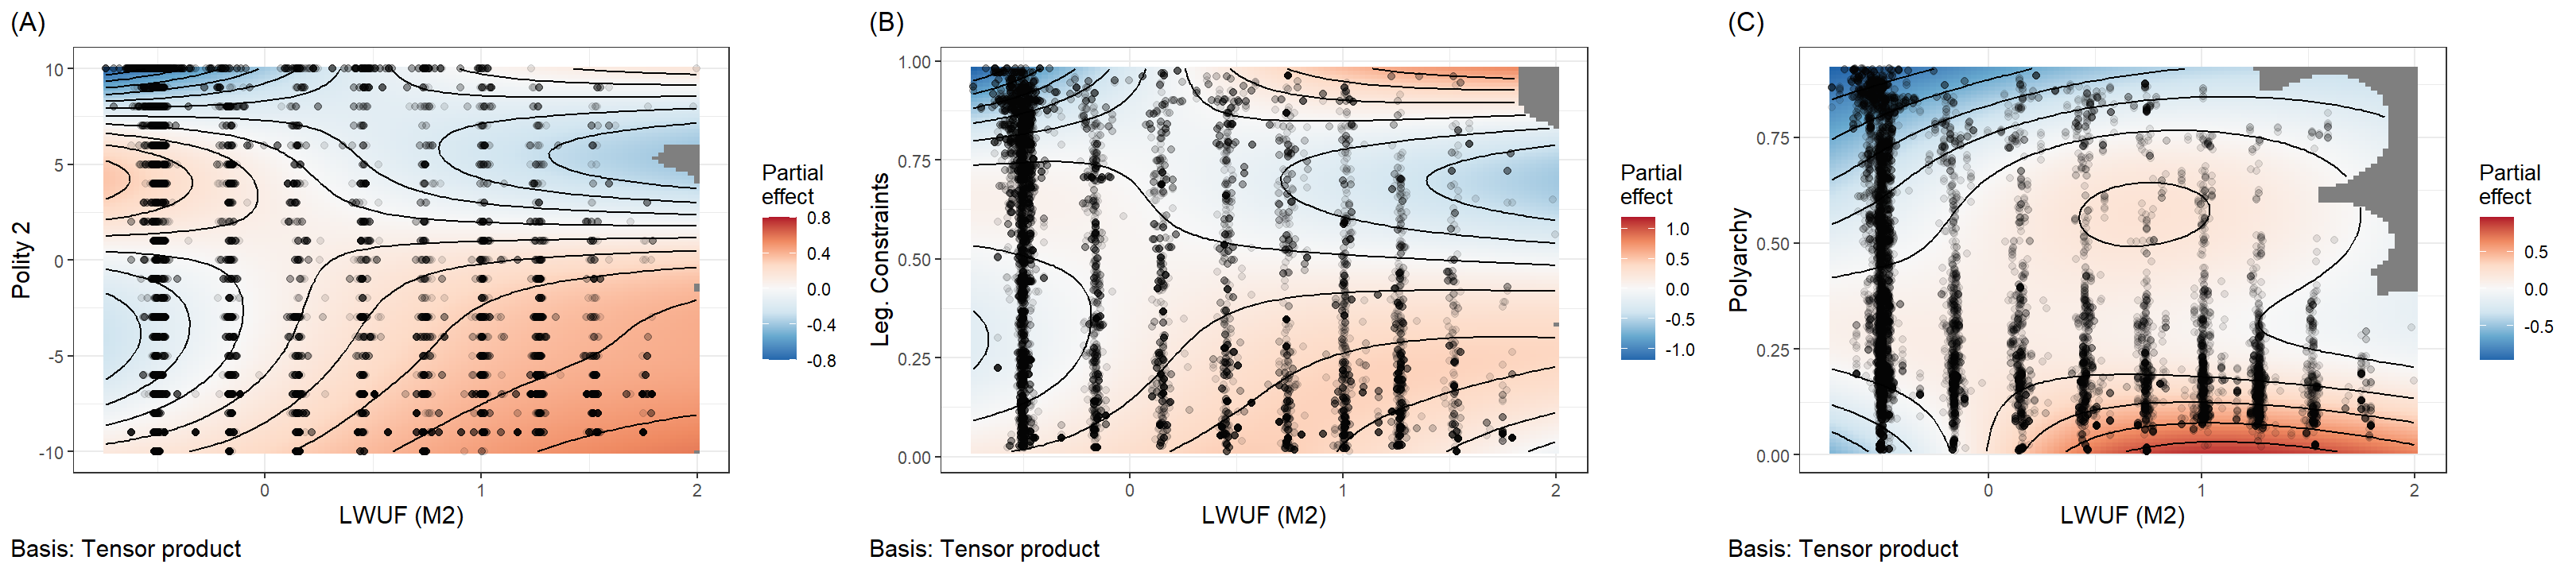 (A)
Polity 2
10
5
0
-5
-10
0
1
2
LWUF (M2)
Basis: Tensor product
Partial
effect
0.8
0.4
0.0
-0.4
-0.8
(B)
Leg. Constraints
1.00
0.75
0.50
0.25
0.00
0
1
2
LWUF (M2)
Basis: Tensor product
Partial
effect
1.0
0.5
0.0
-0.5
-1.0
(C)
Polyarchy
0.75
0.50
0.25
0.00
0
1
2
LWUF (M2)
Basis: Tensor product
Partial
effect
0.5
0.0
-0.5